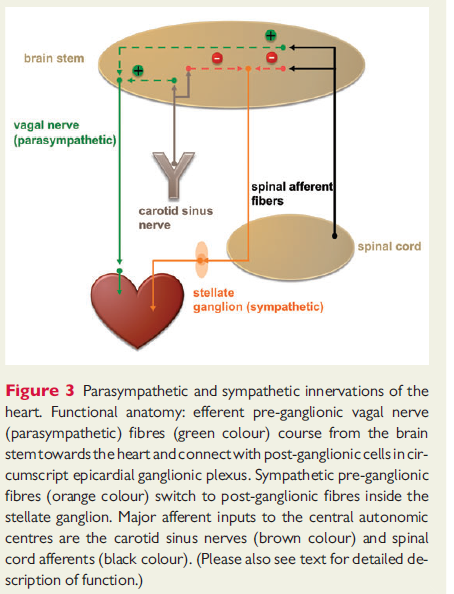 brain stem
vagal nerve
(parasympathetic)
carotid sinus
nerve
spinal afferent
fibers
spinal cord
stellate
ganglion (sympathetic)
Figure 3 Parasympathetic and sympathetic innervations of the
heart. Functional anatomy: efferent pre-ganglionic vagal nerve
(parasympathetic) fibres (green colour) course from the brain
stem towards the heart and connect with post-ganglionic cells in cir-
cumscript epicardial ganglionic plexus. Sympathetic pre-ganglionic
fibres (orange colour) switch to post-ganglionic fibres inside the
stellate ganglion. Major afferent inputs to the central autonomic
centres are the carotid sinus nerves (brown colour) and spinal
cord afferents (black colour). (Please also see text for detailed de-
scription of function.)